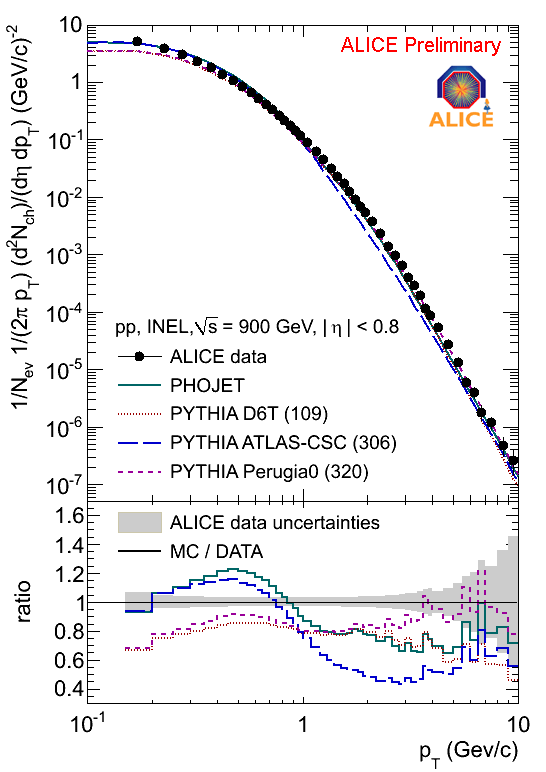 ALICE Preliminary
ALICE
1/N_ev 1/(2π p_T) (d²N_ch)/(dη dp_T) (GeV/c)⁻²
10
1
10⁻¹
10⁻²
10⁻³
10⁻⁴
10⁻⁵
10⁻⁶
10⁻⁷
pp, INEL,√s = 900 GeV, | η | < 0.8
ALICE data
PHOJET
PYTHIA D6T (109)
PYTHIA ATLAS-CSC (306)
PYTHIA Perugia0 (320)
ratio
1.6
1.4
1.2
1
0.8
0.6
0.4
ALICE data uncertainties
MC / DATA
10⁻¹ 1 10
p_T (Gev/c)